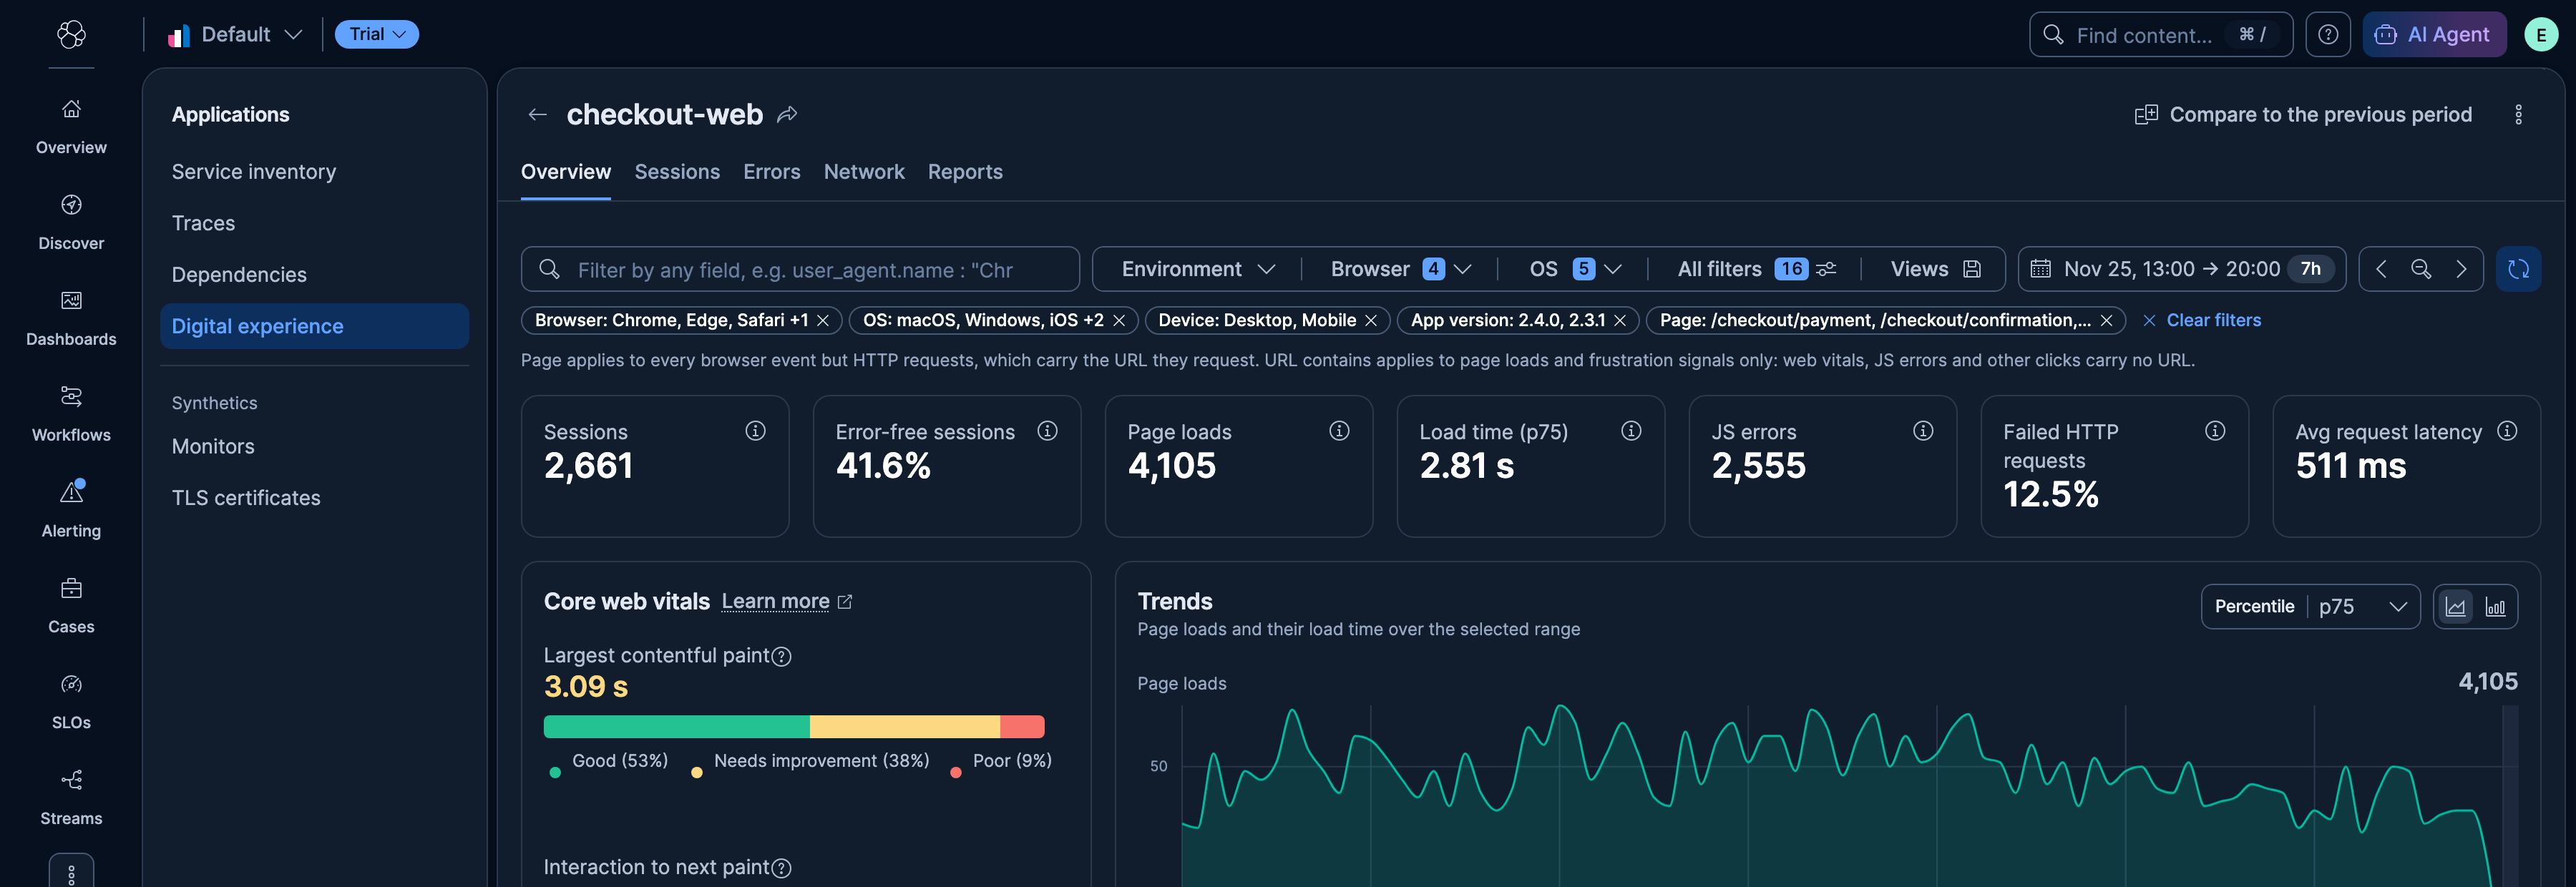 Default
Trial
Find content... ⌘ /
AI Agent
E
Overview
Discover
Dashboards
Workflows
Alerting
Cases
SLOs
Streams
Applications
Service inventory
Traces
Dependencies
Digital experience
Synthetics
Monitors
TLS certificates
checkout-web
Compare to the previous period
Overview Sessions Errors Network Reports
Filter by any field, e.g. user_agent.name : "Chr
Environment
Browser 4
OS 5
All filters 16
Views
Nov 25, 13:00 → 20:00 7h
Browser: Chrome, Edge, Safari +1
OS: macOS, Windows, iOS +2
Device: Desktop, Mobile
App version: 2.4.0, 2.3.1
Page: /checkout/payment, /checkout/confirmation,...
Clear filters
Page applies to every browser event but HTTP requests, which carry the URL they request. URL contains applies to page loads and frustration signals only: web vitals, JS errors and other clicks carry no URL.
Sessions
2,661
Error-free sessions
41.6%
Page loads
4,105
Load time (p75)
2.81 s
JS errors
2,555
Failed HTTP
requests
12.5%
Avg request latency
511 ms
Core web vitals Learn more
Largest contentful paint
3.09 s
Good (53%)
Needs improvement (38%)
Poor (9%)
Interaction to next paint
Trends
Page loads and their load time over the selected range
Percentile p75
Page loads
4,105
50